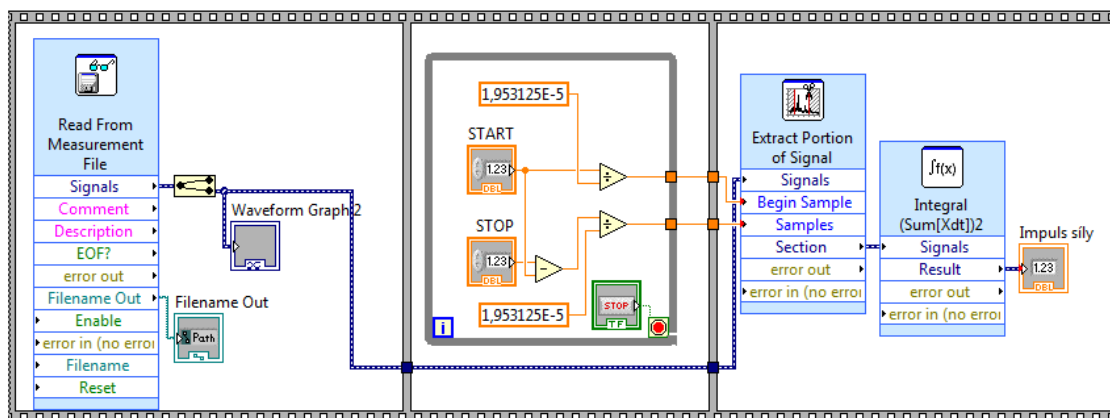 Read From
Measurement
File
Signals
Comment
Description
EOF?
error out
Filename Out
Enable
error in (no erroı
Filename
Reset
Waveform Graph 2
Filename Out
Path
1,953125E-5
START
1.23
DBL
STOP
1.23
DBL
1,953125E-5
STOP
TF
i
Extract Portion
of Signal
Signals
Begin Sample
Samples
Section
error out
error in (no erroı
∫f(x)
Integral
(Sum[Xdt])2
Signals
Result
error out
error in (no erroı
Impuls síly
1.23
DBL